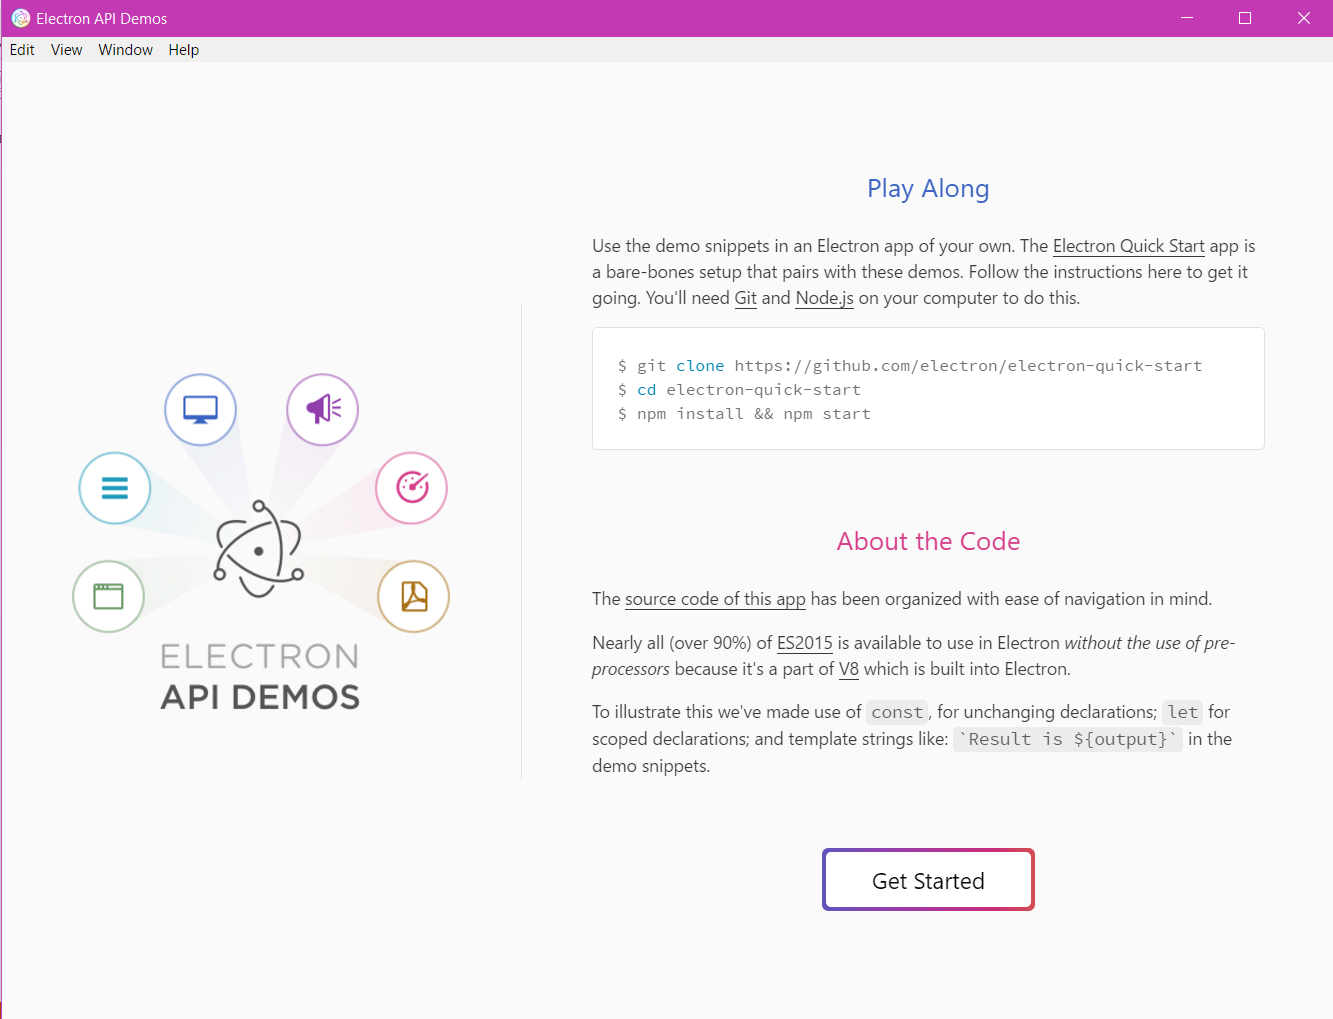 Electron API Demos
Edit View Window Help
ELECTRON
API DEMOS
Play Along
Use the demo snippets in an Electron app of your own. The Electron Quick Start app is
a bare-bones setup that pairs with these demos. Follow the instructions here to get it
going. You'll need Git and Node.js on your computer to do this.
$ git clone https://github.com/electron/electron-quick-start
$ cd electron-quick-start
$ npm install && npm start
About the Code
The source code of this app has been organized with ease of navigation in mind.
Nearly all (over 90%) of ES2015 is available to use in Electron without the use of pre-
processors because it's a part of V8 which is built into Electron.
To illustrate this we've made use of const, for unchanging declarations; let for
scoped declarations; and template strings like: `Result is ${output}` in the
demo snippets.
Get Started